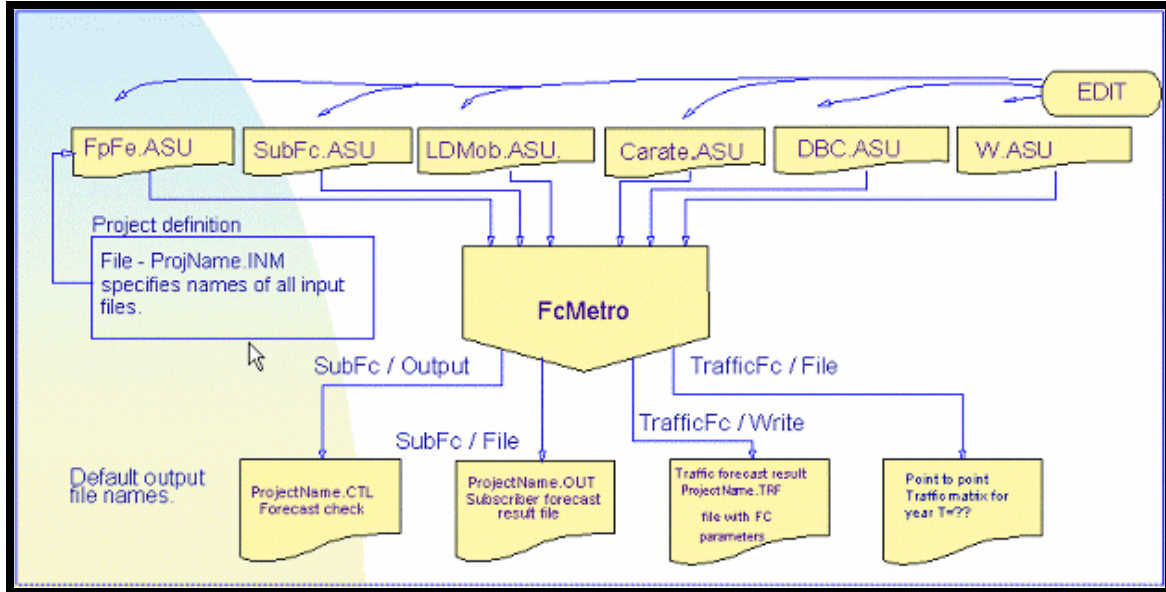 EDIT
FpFe.ASU
SubFc.ASU
LDMob.ASU.
Carate.ASU
DBC.ASU
W.ASU
Project definition
File - ProjName.INM
specifies names of all input
files.
FcMetro
SubFc / Output
TrafficFc / File
SubFc / File
TrafficFc / Write
Default output
file names.
ProjectName.CTL
Forecast check
ProjectName.OUT
Subscriber forecast
result file
Traffic forecast result
ProjectName.TRF
file with FC
parameters
Point to point
Traffic matrix for
year T=??